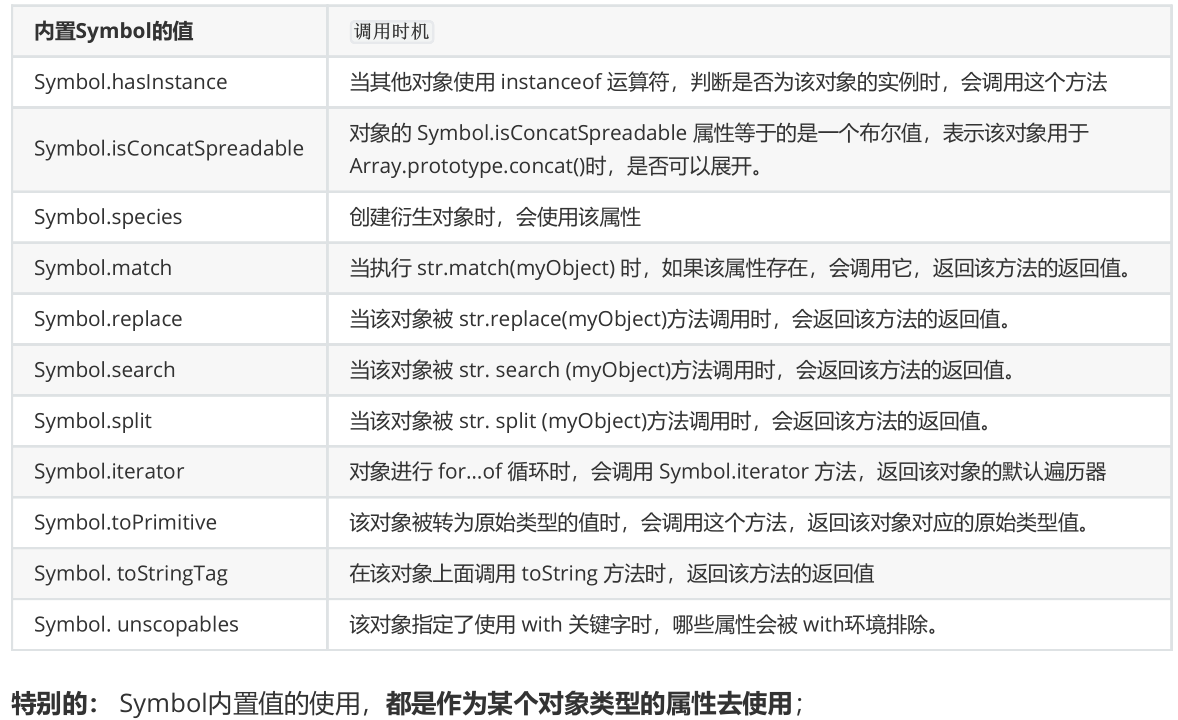 内置Symbol的值 调用时机
Symbol.hasInstance 当其他对象使用 instanceof 运算符，判断是否为该对象的实例时，会调用这个方法
Symbol.isConcatSpreadable 对象的 Symbol.isConcatSpreadable 属性等于的是一个布尔值，表示该对象用于
Array.prototype.concat()时，是否可以展开。
Symbol.species 创建衍生对象时，会使用该属性
Symbol.match 当执行 str.match(myObject) 时，如果该属性存在，会调用它，返回该方法的返回值。
Symbol.replace 当该对象被 str.replace(myObject)方法调用时，会返回该方法的返回值。
Symbol.search 当该对象被 str. search (myObject)方法调用时，会返回该方法的返回值。
Symbol.split 当该对象被 str. split (myObject)方法调用时，会返回该方法的返回值。
Symbol.iterator 对象进行 for...of 循环时，会调用 Symbol.iterator 方法，返回该对象的默认遍历器
Symbol.toPrimitive 该对象被转为原始类型的值时，会调用这个方法，返回该对象对应的原始类型值。
Symbol. toStringTag 在该对象上面调用 toString 方法时，返回该方法的返回值
Symbol. unscopables 该对象指定了使用 with 关键字时，哪些属性会被 with环境排除。
特别的： Symbol内置值的使用，都是作为某个对象类型的属性去使用；